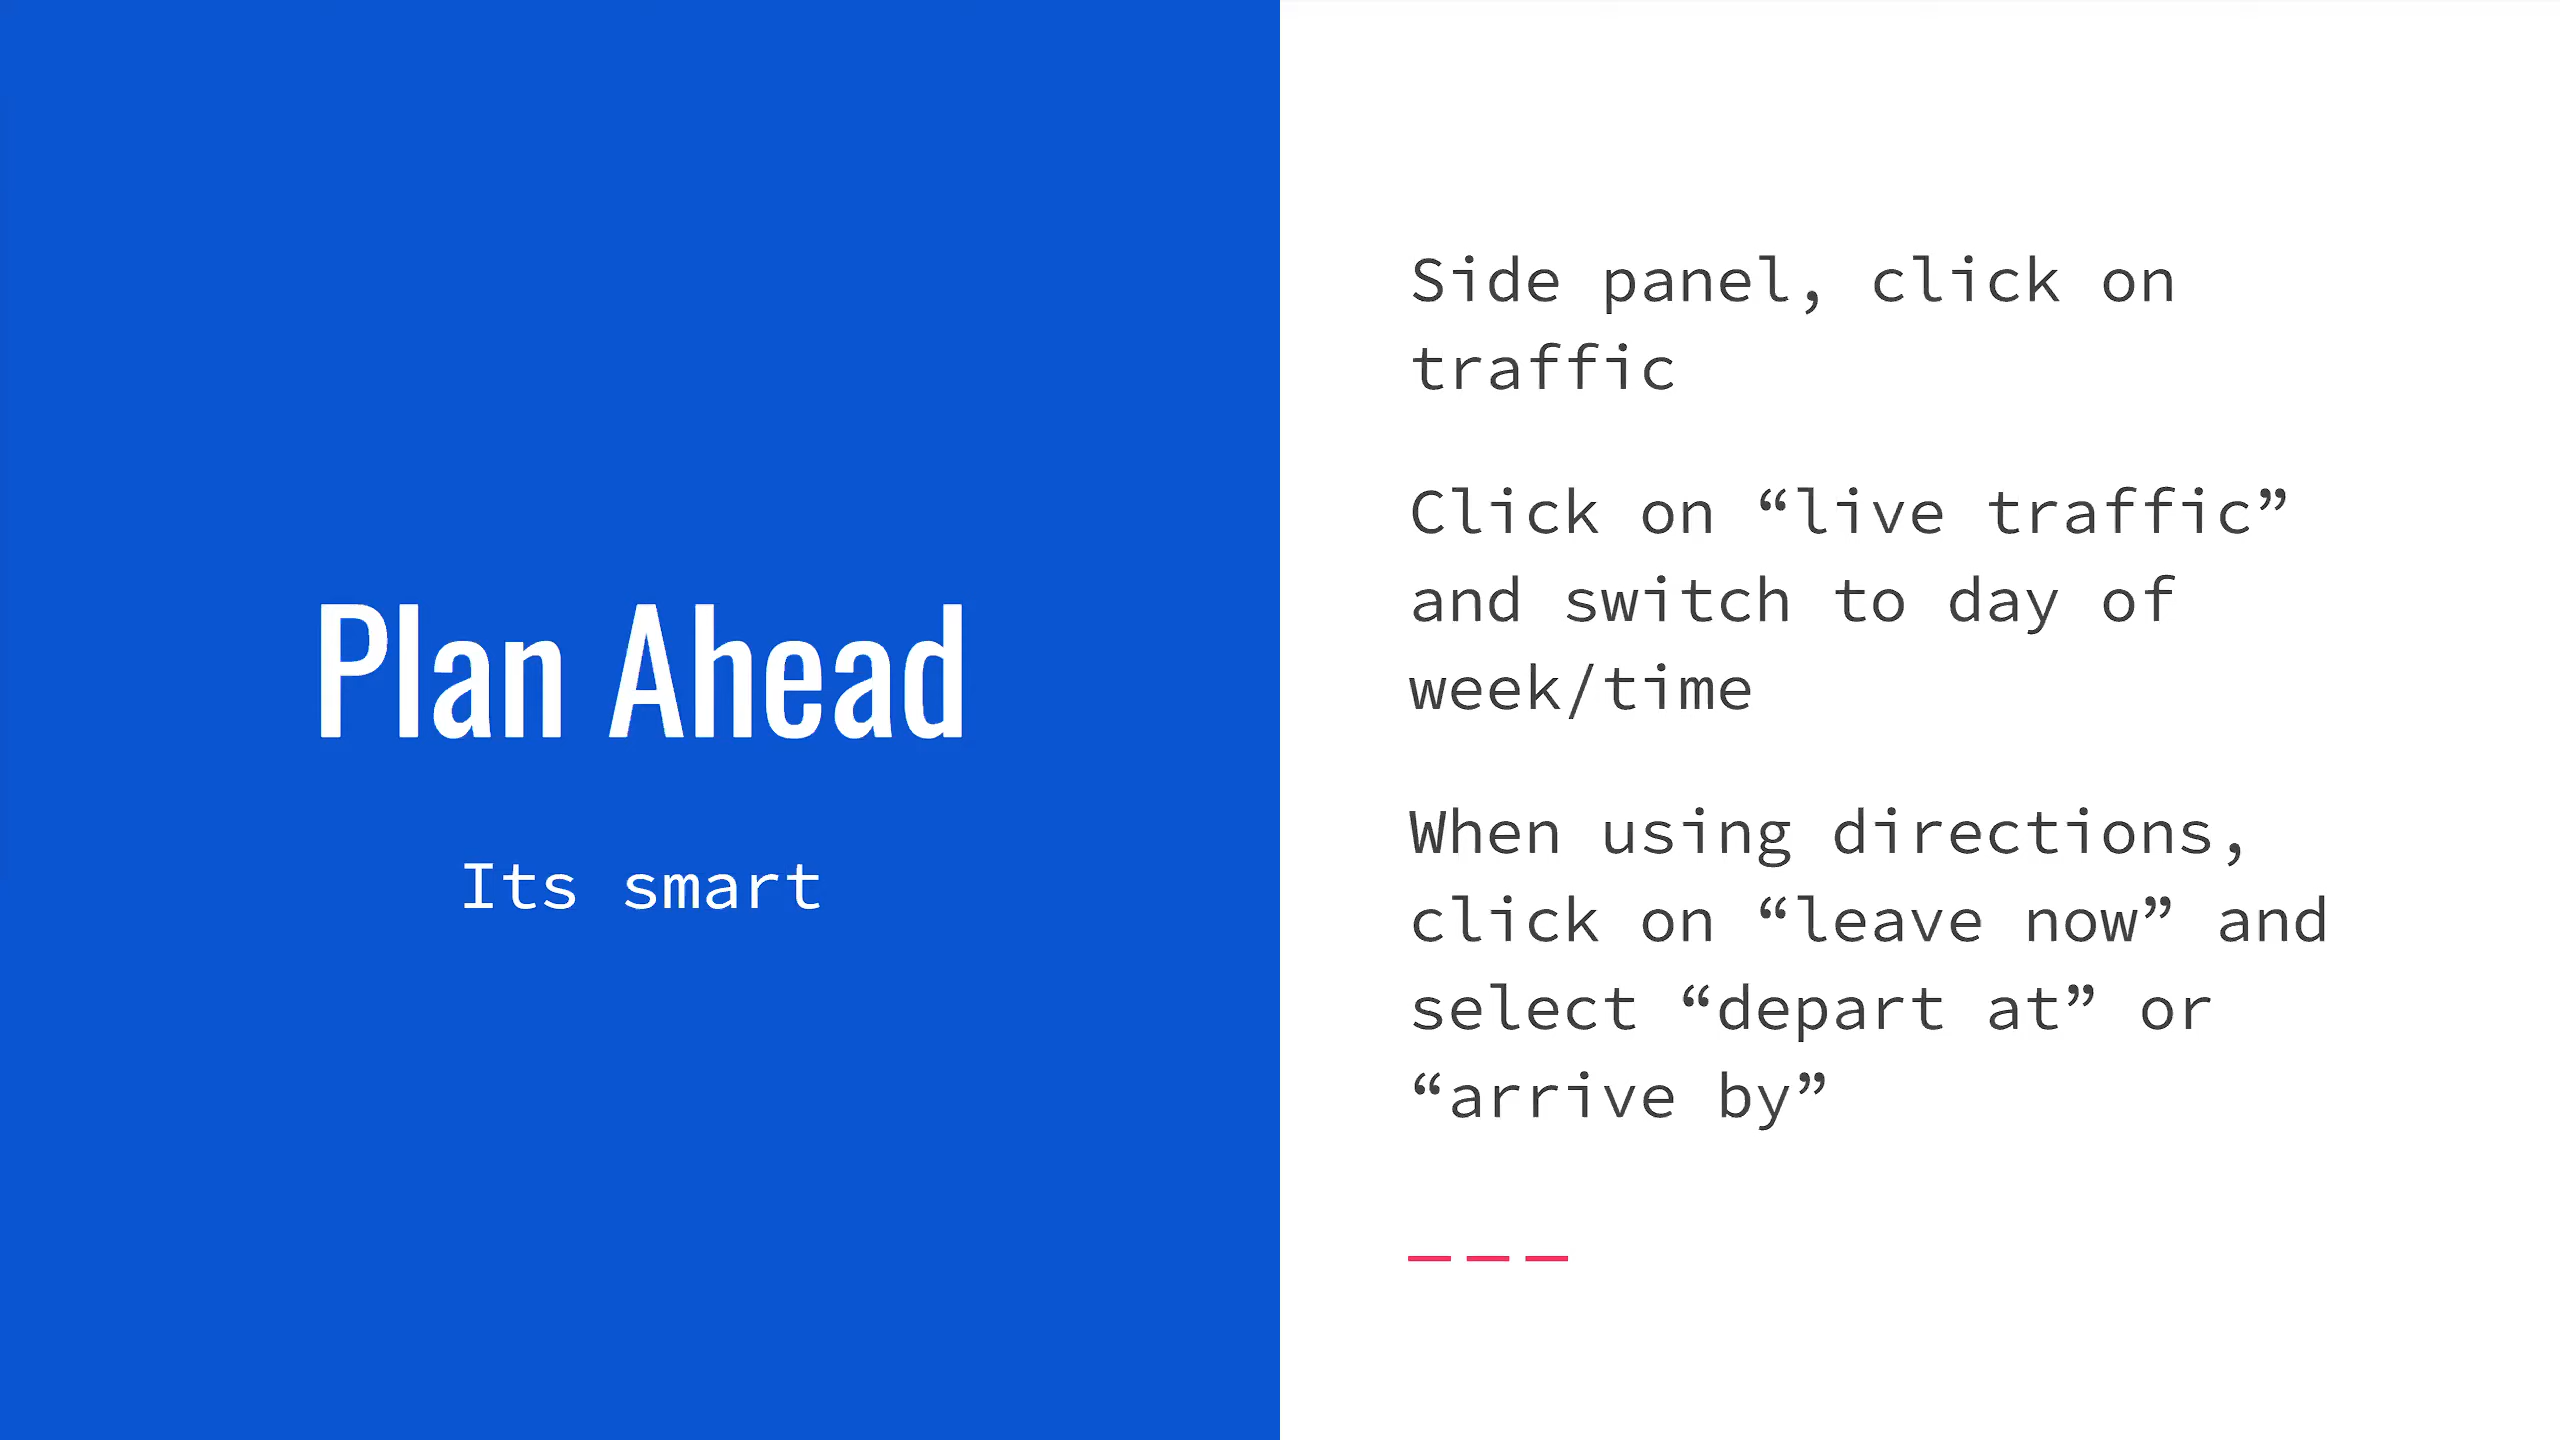 Plan Ahead
Its smart
Side panel, click on
traffic
Click on “live traffic”
and switch to day of
week/time
When using directions,
click on “leave now” and
select “depart at” or
“arrive by”